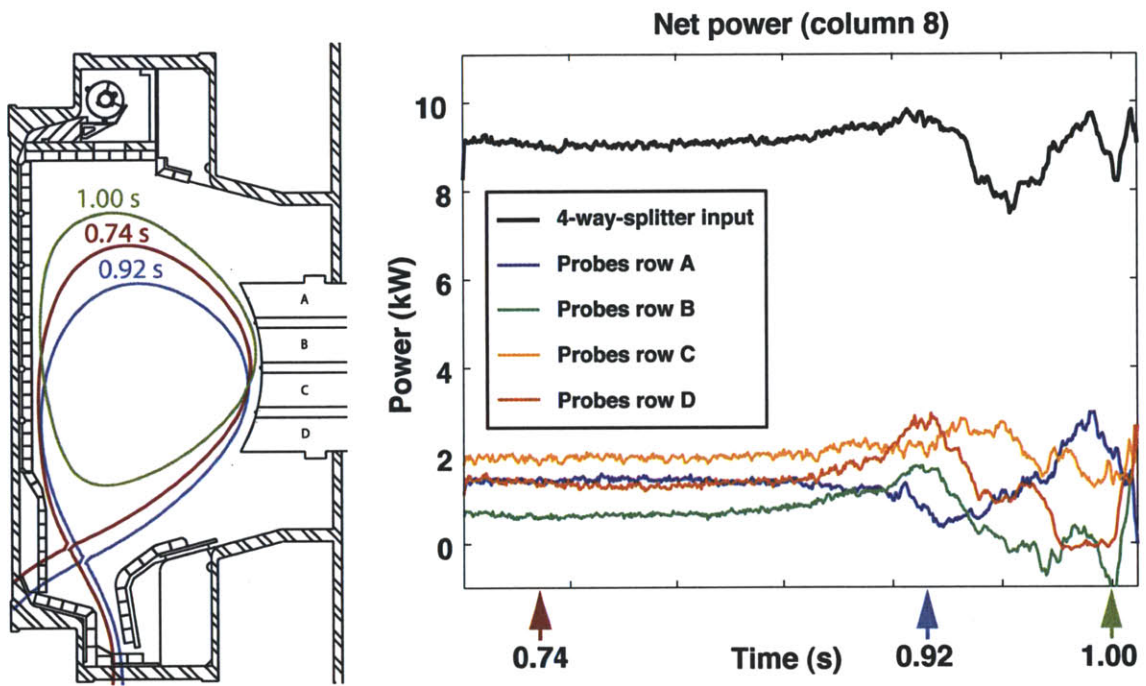 1.00 s
0.74 s
0.92 s
A
B
C
D
Net power (column 8)
Power (kW)
10
8
6
4
2
0
4-way-splitter input
Probes row A
Probes row B
Probes row C
Probes row D
0.74
Time (s)
0.92
1.00